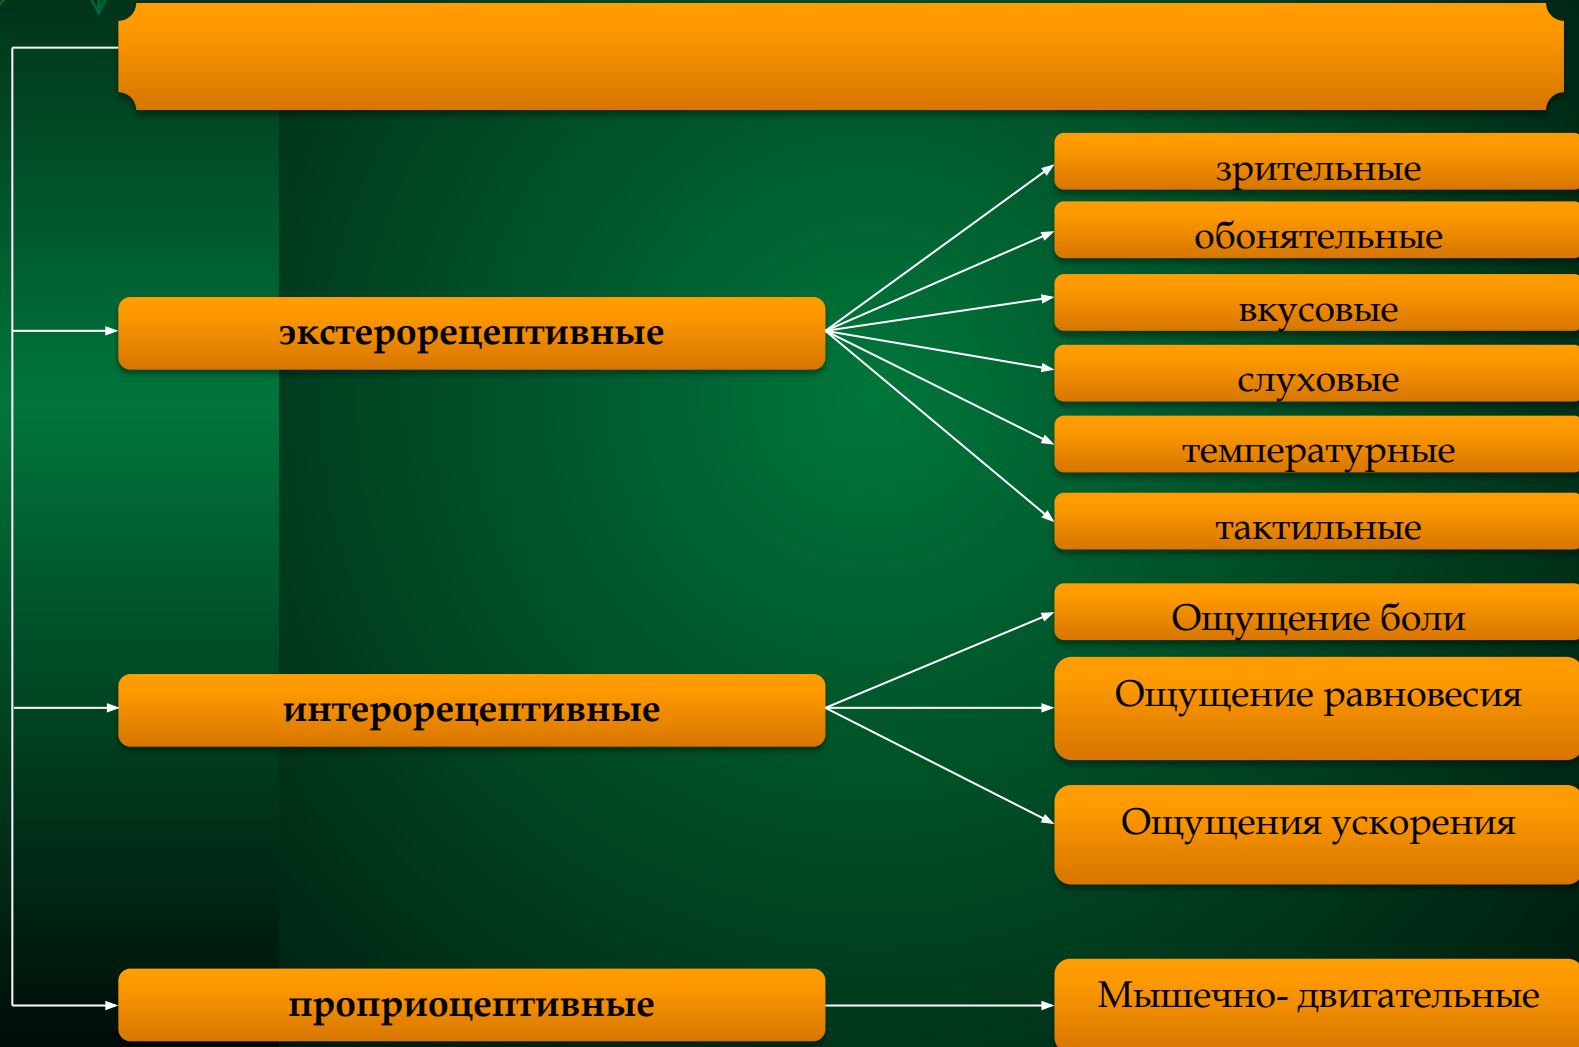 зрительные
обонятельные
вкусовые
экстерорецептивные
слуховые
температурные
тактильные
Ощущение боли
Ощущение равновесия
интерорецептивные
Ощущения ускорения
проприоцептивные
Мышечно- двигательные